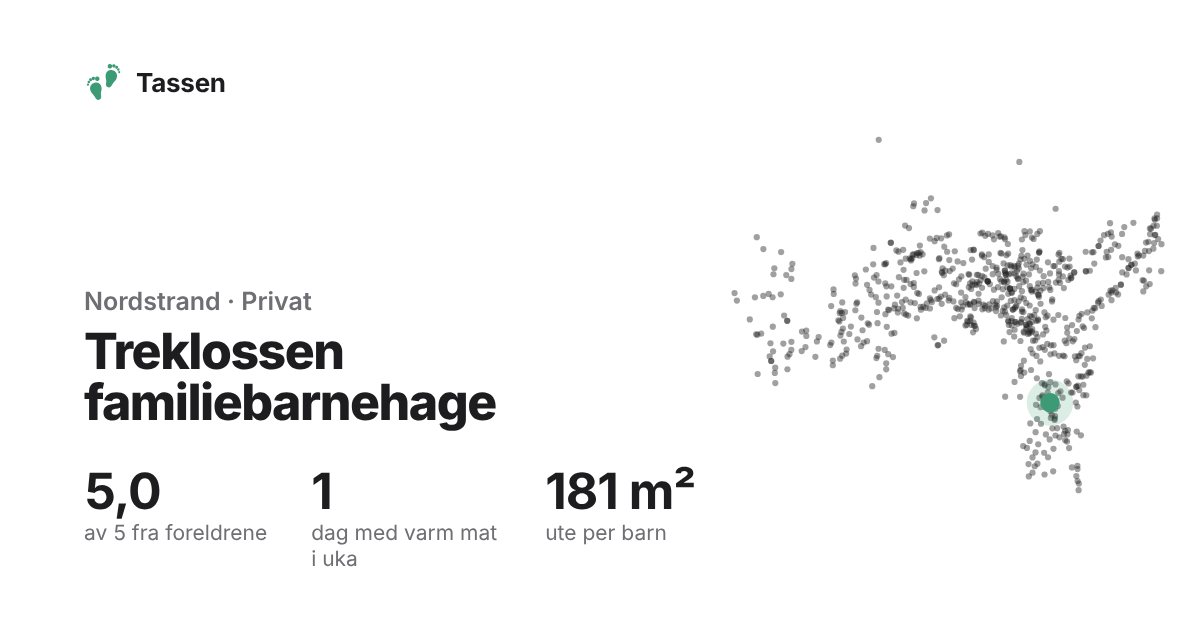 Tassen
Nordstrand · Privat
Treklossen
familiebarnehage
5,0
av 5 fra foreldrene
1
dag med varm mat
i uka
181 m²
ute per barn